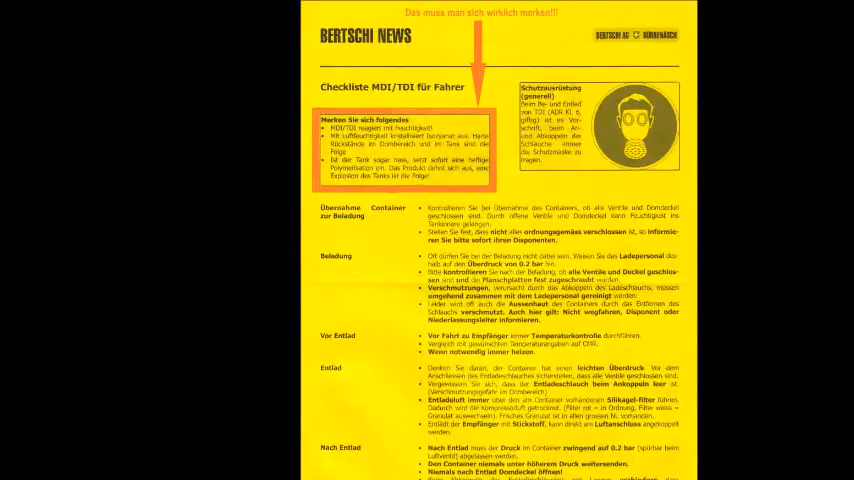 Das muss man sich wirklich merken!!!
BERTSCHI NEWS
BERTSCHI AG DÜRRENÄSCH
Checkliste MDI/TDI für Fahrer
Schutzausrüstung
(generell)
Beim Be- und Entlad
von TDI (ADR Kl. 6,
giftig) ist es Vor-
schrift, beim An-
und Abkoppeln der
Schläuche immer
die Schutzmaske zu
tragen.
Merken Sie sich folgendes
• MDI/TDI reagiert mit Feuchtigkeit!
• Mit Luftfeuchtigkeit kristallisiert Isozyanat aus. Harte
Rückstände im Dombereich und im Tank sind die
Folge
• Ist der Tank sogar nass, setzt sofort eine heftige
Polymerisation ein. Das Produkt dehnt sich aus, eine
Explosion des Tanks ist die Folge!
Übernahme Container
zur Beladung
• Kontrollieren Sie bei Übernahme des Containers, ob alle Ventile und Domdeckel
geschlossen sind. Durch offene Ventile und Domdeckel kann Feuchtigkeit ins
Tankinnere gelangen.
• Stellen Sie fest, dass nicht alles ordnungsgemäss verschlossen ist, so informie-
ren Sie bitte sofort ihren Disponenten.
Beladung
• Oft dürfen Sie bei der Beladung nicht dabei sein. Weisen Sie das Ladepersonal des-
halb auf den Überdruck von 0.2 bar hin.
• Bitte kontrollieren Sie nach der Beladung, ob alle Ventile und Deckel geschlos-
sen sind und die Planschplatten fest zugeschraubt wurden.
• Verschmutzungen, verursacht durch das Abkoppeln des Ladeschlauchs, müssen
umgehend zusammen mit dem Ladepersonal gereinigt werden.
• Leider wird oft auch die Aussenhaut des Containers durch das Entfernen des
Schlauchs verschmutzt. Auch hier gilt: Nicht wegfahren, Disponent oder
Niederlassungsleiter informieren.
Vor Entlad
• Vor Fahrt zu Empfänger immer Temperaturkontrolle durchführen.
• Vergleich mit gewünschten Temperaturangaben auf CMR.
• Wenn notwendig immer heizen.
Entlad
• Denken Sie daran, der Container hat einen leichten Überdruck. Vor dem
Anschliessen des Entladeschlauches sicherstellen, dass alle Ventile geschlossen sind.
• Vergewissern Sie sich, dass der Entladeschlauch beim Ankoppeln leer ist.
(Verschmutzungsgefahr im Dombereich)
• Entladeluft immer über den am Container vorhandenen Silikagel-filter führen.
Dadurch wird die Kompressorluft getrocknet. (Filter rot = in Ordnung, Filter weiss =
Granulat auswechseln). Frisches Granulat ist in allen grossen NL vorhanden.
• Entlädt der Empfänger mit Stickstoff, kann direkt am Luftanschluss angekoppelt
werden.
Nach Entlad
• Nach Entlad muss der Druck im Container zwingend auf 0.2 bar (spürbar beim
Luftventil) abgelassen werden.
• Den Container niemals unter höherem Druck weitersenden.
• Niemals nach Entlad Domdeckel öffnen!